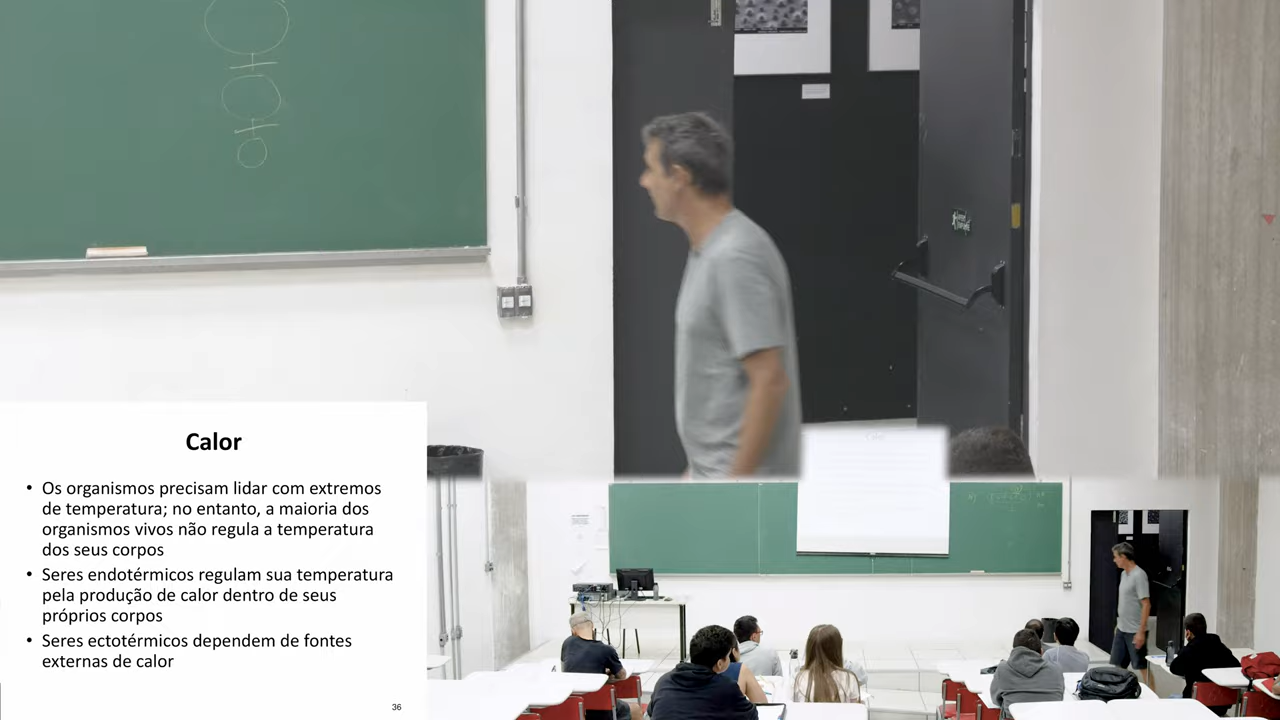 Calor
• Os organismos precisam lidar com extremos
de temperatura; no entanto, a maioria dos
organismos vivos não regula a temperatura
dos seus corpos
• Seres endotérmicos regulam sua temperatura
pela produção de calor dentro de seus
próprios corpos
• Seres ectotérmicos dependem de fontes
externas de calor
36